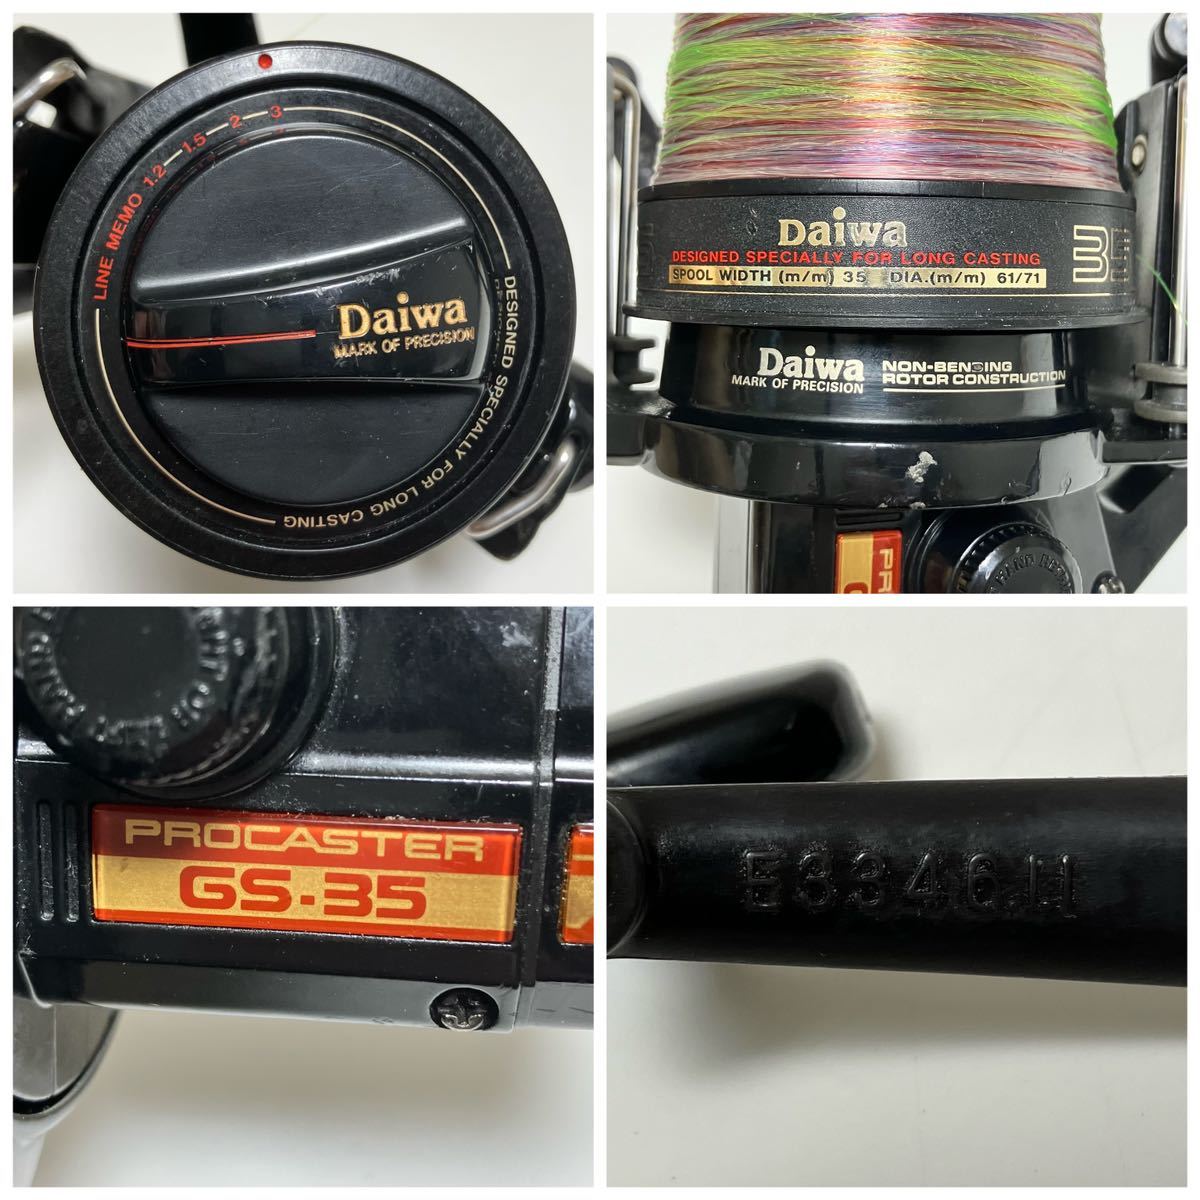 LINE MEMO 1.2—1.5—2—3
Daiwa
MARK OF PRECISION
DESIGNED SPECIALLY FOR LONG CASTING
Daiwa
DESIGNED SPECIALLY FOR LONG CASTING
SPOOL WIDTH (m/m) 35 DIA.(m/m) 61/71
35
Daiwa
MARK OF PRECISION
NON-BENDING
ROTOR CONSTRUCTION
PROCASTER
GS-35
E33461I